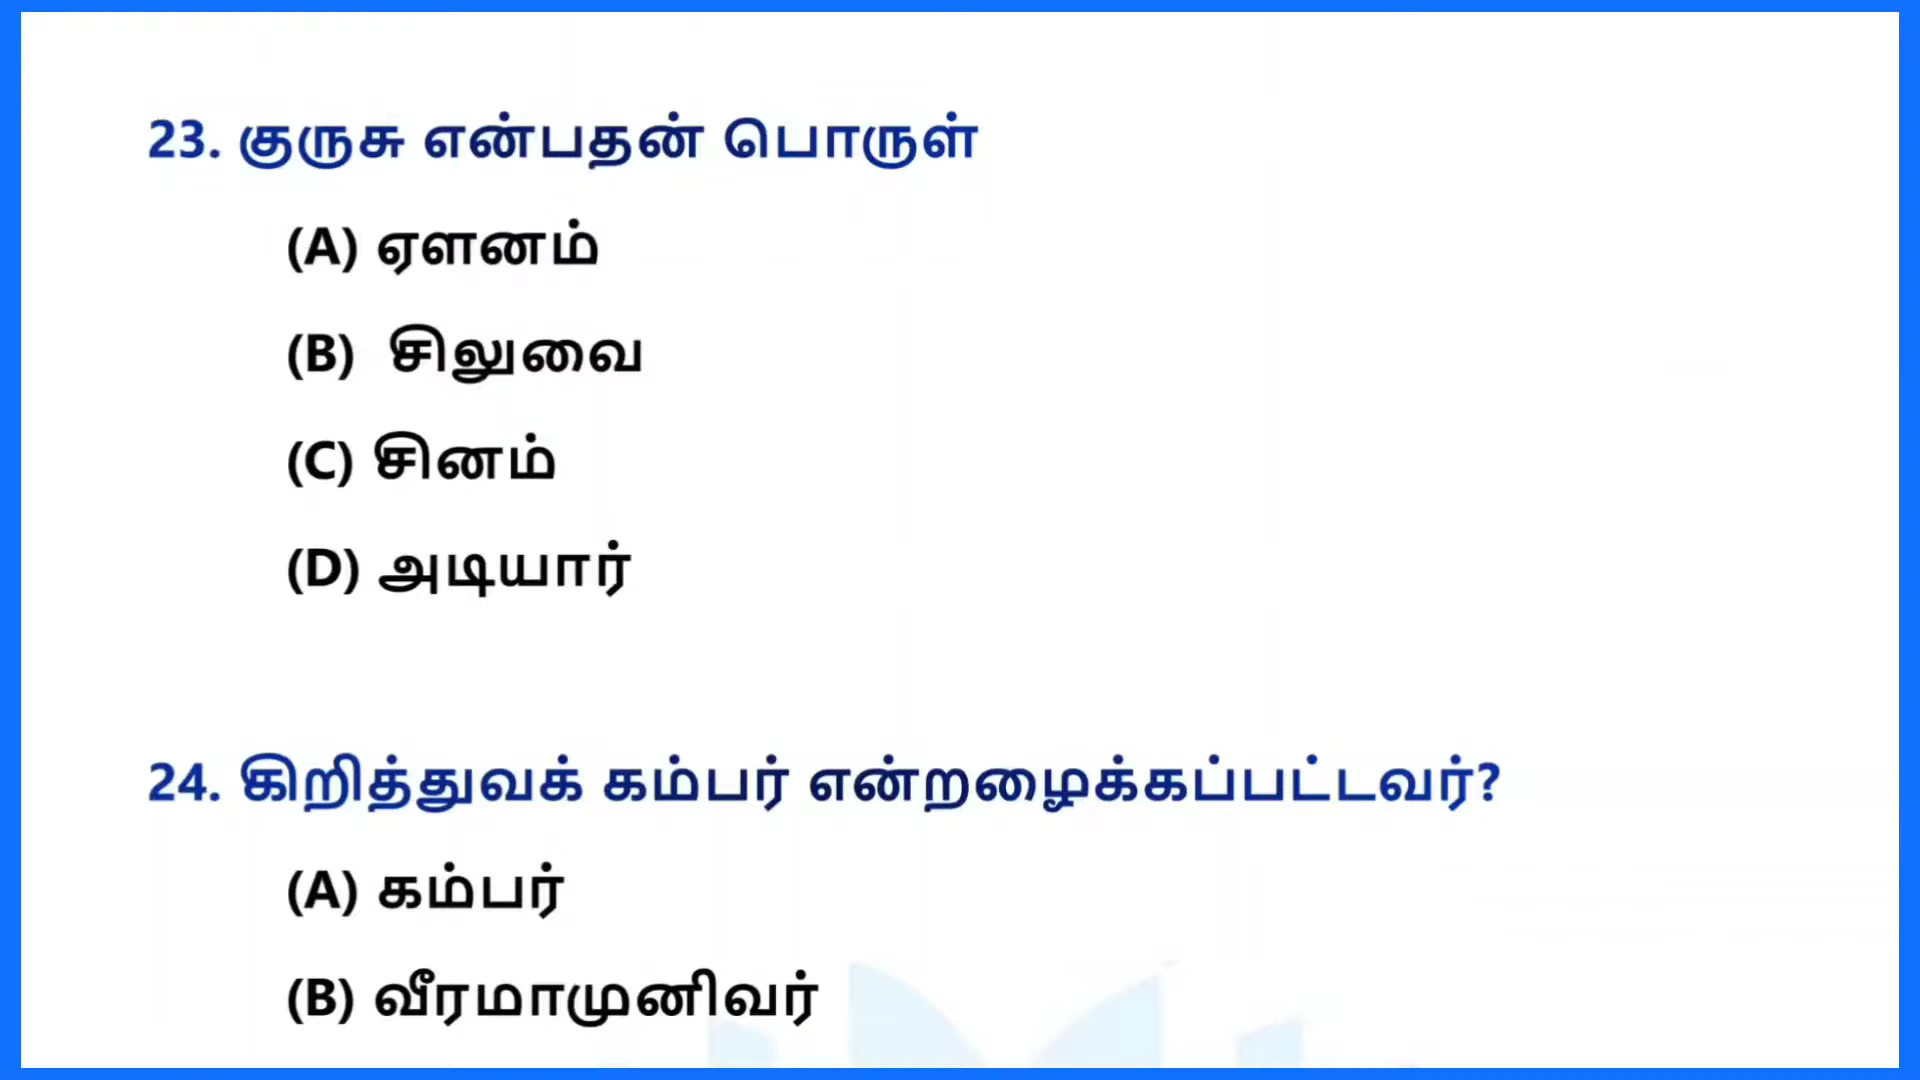 23. குருசு என்பதன் பொருள்
(A) ஏளனம்
(B) சிலுவை
(C) சினம்
(D) அடியார்
24. கிறித்துவக் கம்பர் என்றழைக்கப்பட்டவர்?
(A) கம்பர்
(B) வீரமாமுனிவர்